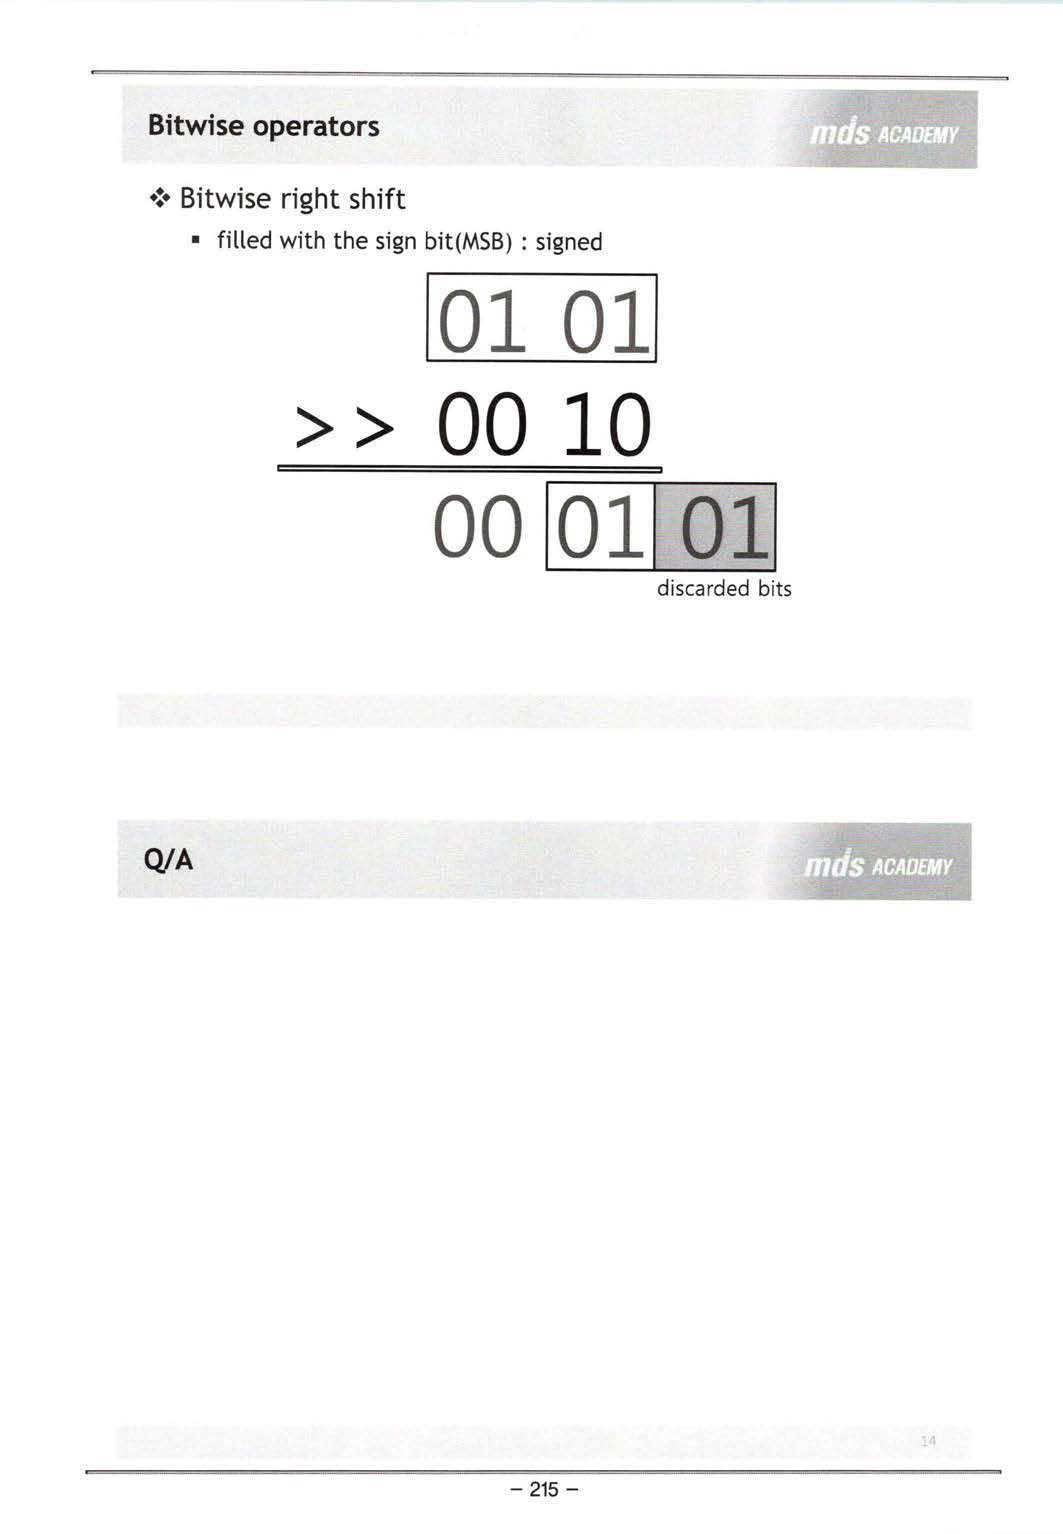 Bitwise operators
mds ACADEMY
❖ Bitwise right shift
▪ filled with the sign bit(MSB) : signed
01 01
>> 00 10
00 01 01
discarded bits
Q/A
mds ACADEMY
14
– 215 –